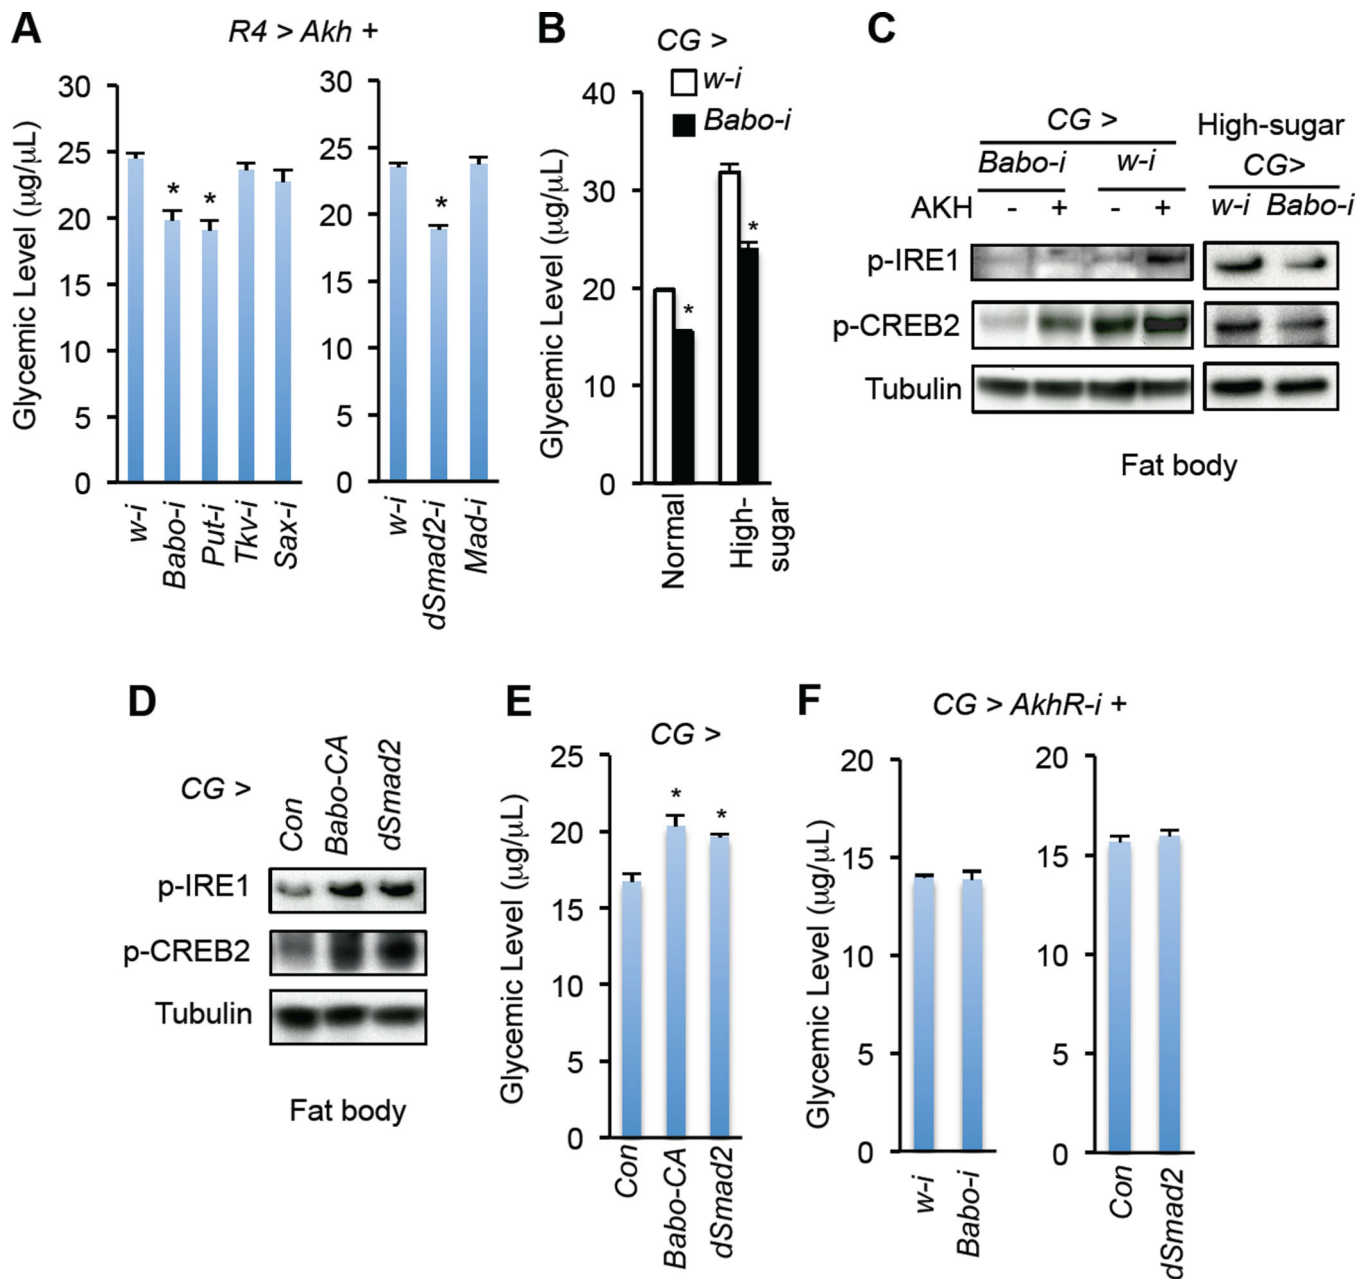 A
R4 > Akh +
Glycemic Level (µg/µL)
30
25
20
15
10
5
0
* *
w-i
Babo-i
Put-i
Tkv-i
Sax-i
30
25
20
15
10
5
0
*
w-i
dSmad2-i
Mad-i
B
CG >
w-i
Babo-i
Glycemic Level (µg/µL)
40
30
20
10
0
*
*
Normal
High-
sugar
C
CG >
Babo-i w-i
AKH - + - +
High-sugar
CG>
w-i Babo-i
p-IRE1
p-CREB2
Tubulin
Fat body
D
CG >
Con
Babo-CA
dSmad2
p-IRE1
p-CREB2
Tubulin
Fat body
E
CG >
Glycemic Level (µg/µL)
25
20
15
10
5
0
* *
Con
Babo-CA
dSmad2
F
CG > AkhR-i +
Glycemic Level (µg/µL)
20
15
10
5
0
w-i
Babo-i
20
15
10
5
0
Con
dSmad2